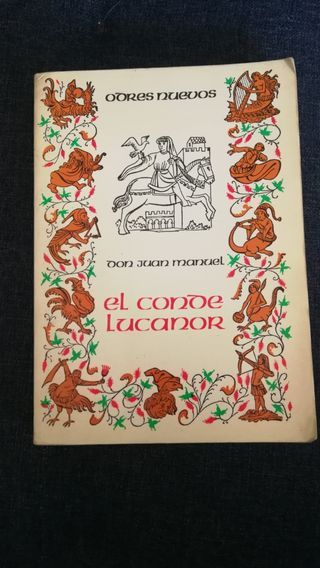 odres nuevos
don juan manuel
el conde
lucanor